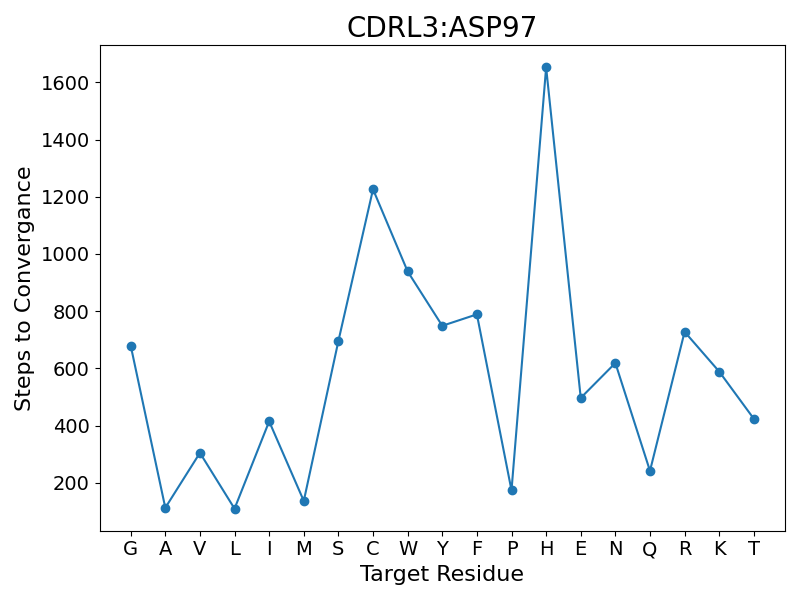 CDRL3:ASP97
Steps to Convergance
1600
1400
1200
1000
800
600
400
200
G A V L I M S C W Y F P H E N Q R K T
Target Residue